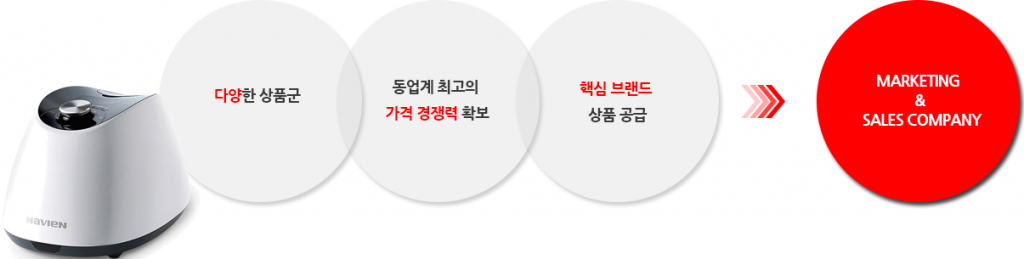 다양한 상품군
동업계 최고의
가격 경쟁력 확보
핵심 브랜드
상품 공급
MARKETING
&
SALES COMPANY
NAVIEN